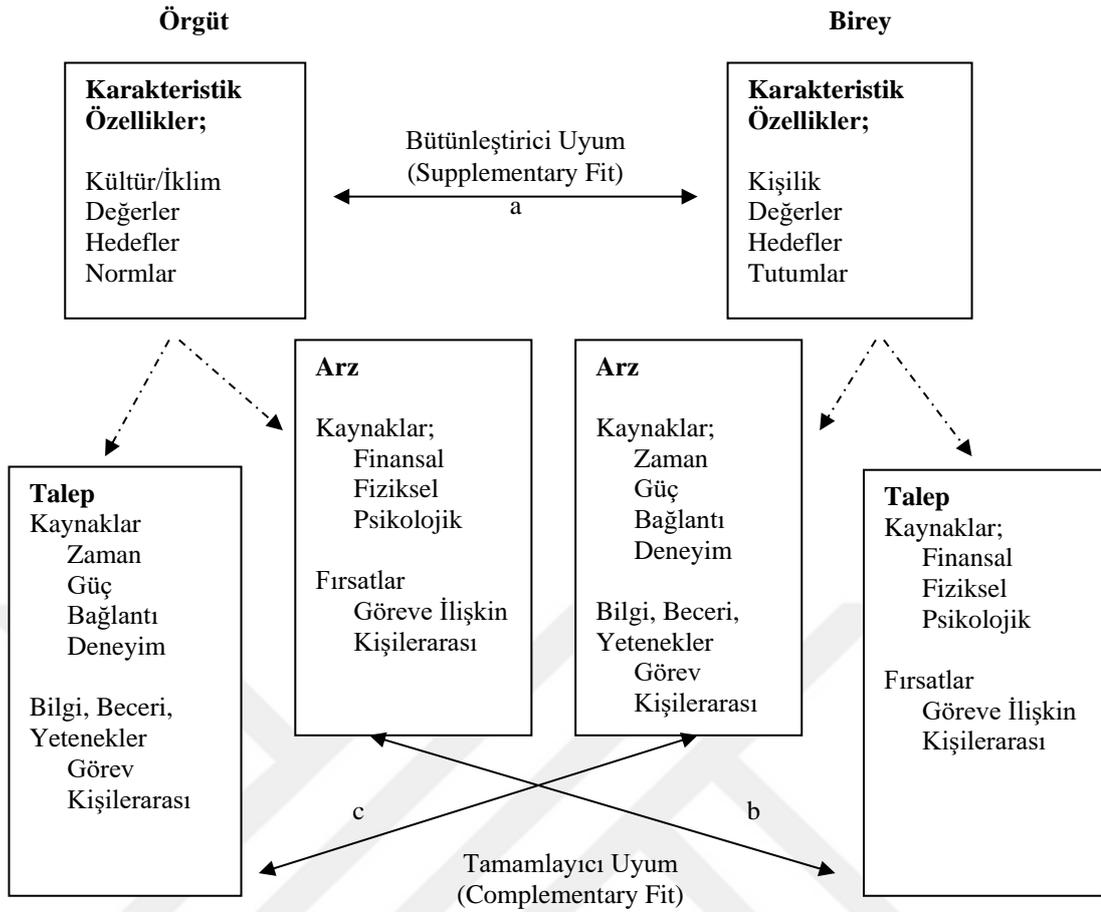 Örgüt
Birey
Karakteristik
Özellikler;
Kültür/İklim
Değerler
Hedefler
Normlar
Bütünleştirici Uyum
(Supplementary Fit)
a
Karakteristik
Özellikler;
Kişilik
Değerler
Hedefler
Tutumlar
Talep
Kaynaklar
Zaman
Güç
Bağlantı
Deneyim
Bilgi, Beceri,
Yetenekler
Görev
Kişilerarası
Arz
Kaynaklar;
Finansal
Fiziksel
Psikolojik
Fırsatlar
Göreve İlişkin
Kişilerarası
Arz
Kaynaklar;
Zaman
Güç
Bağlantı
Deneyim
Bilgi, Beceri,
Yetenekler
Görev
Kişilerarası
Talep
Kaynaklar;
Finansal
Fiziksel
Psikolojik
Fırsatlar
Göreve İlişkin
Kişilerarası
c
b
Tamamlayıcı Uyum
(Complementary Fit)